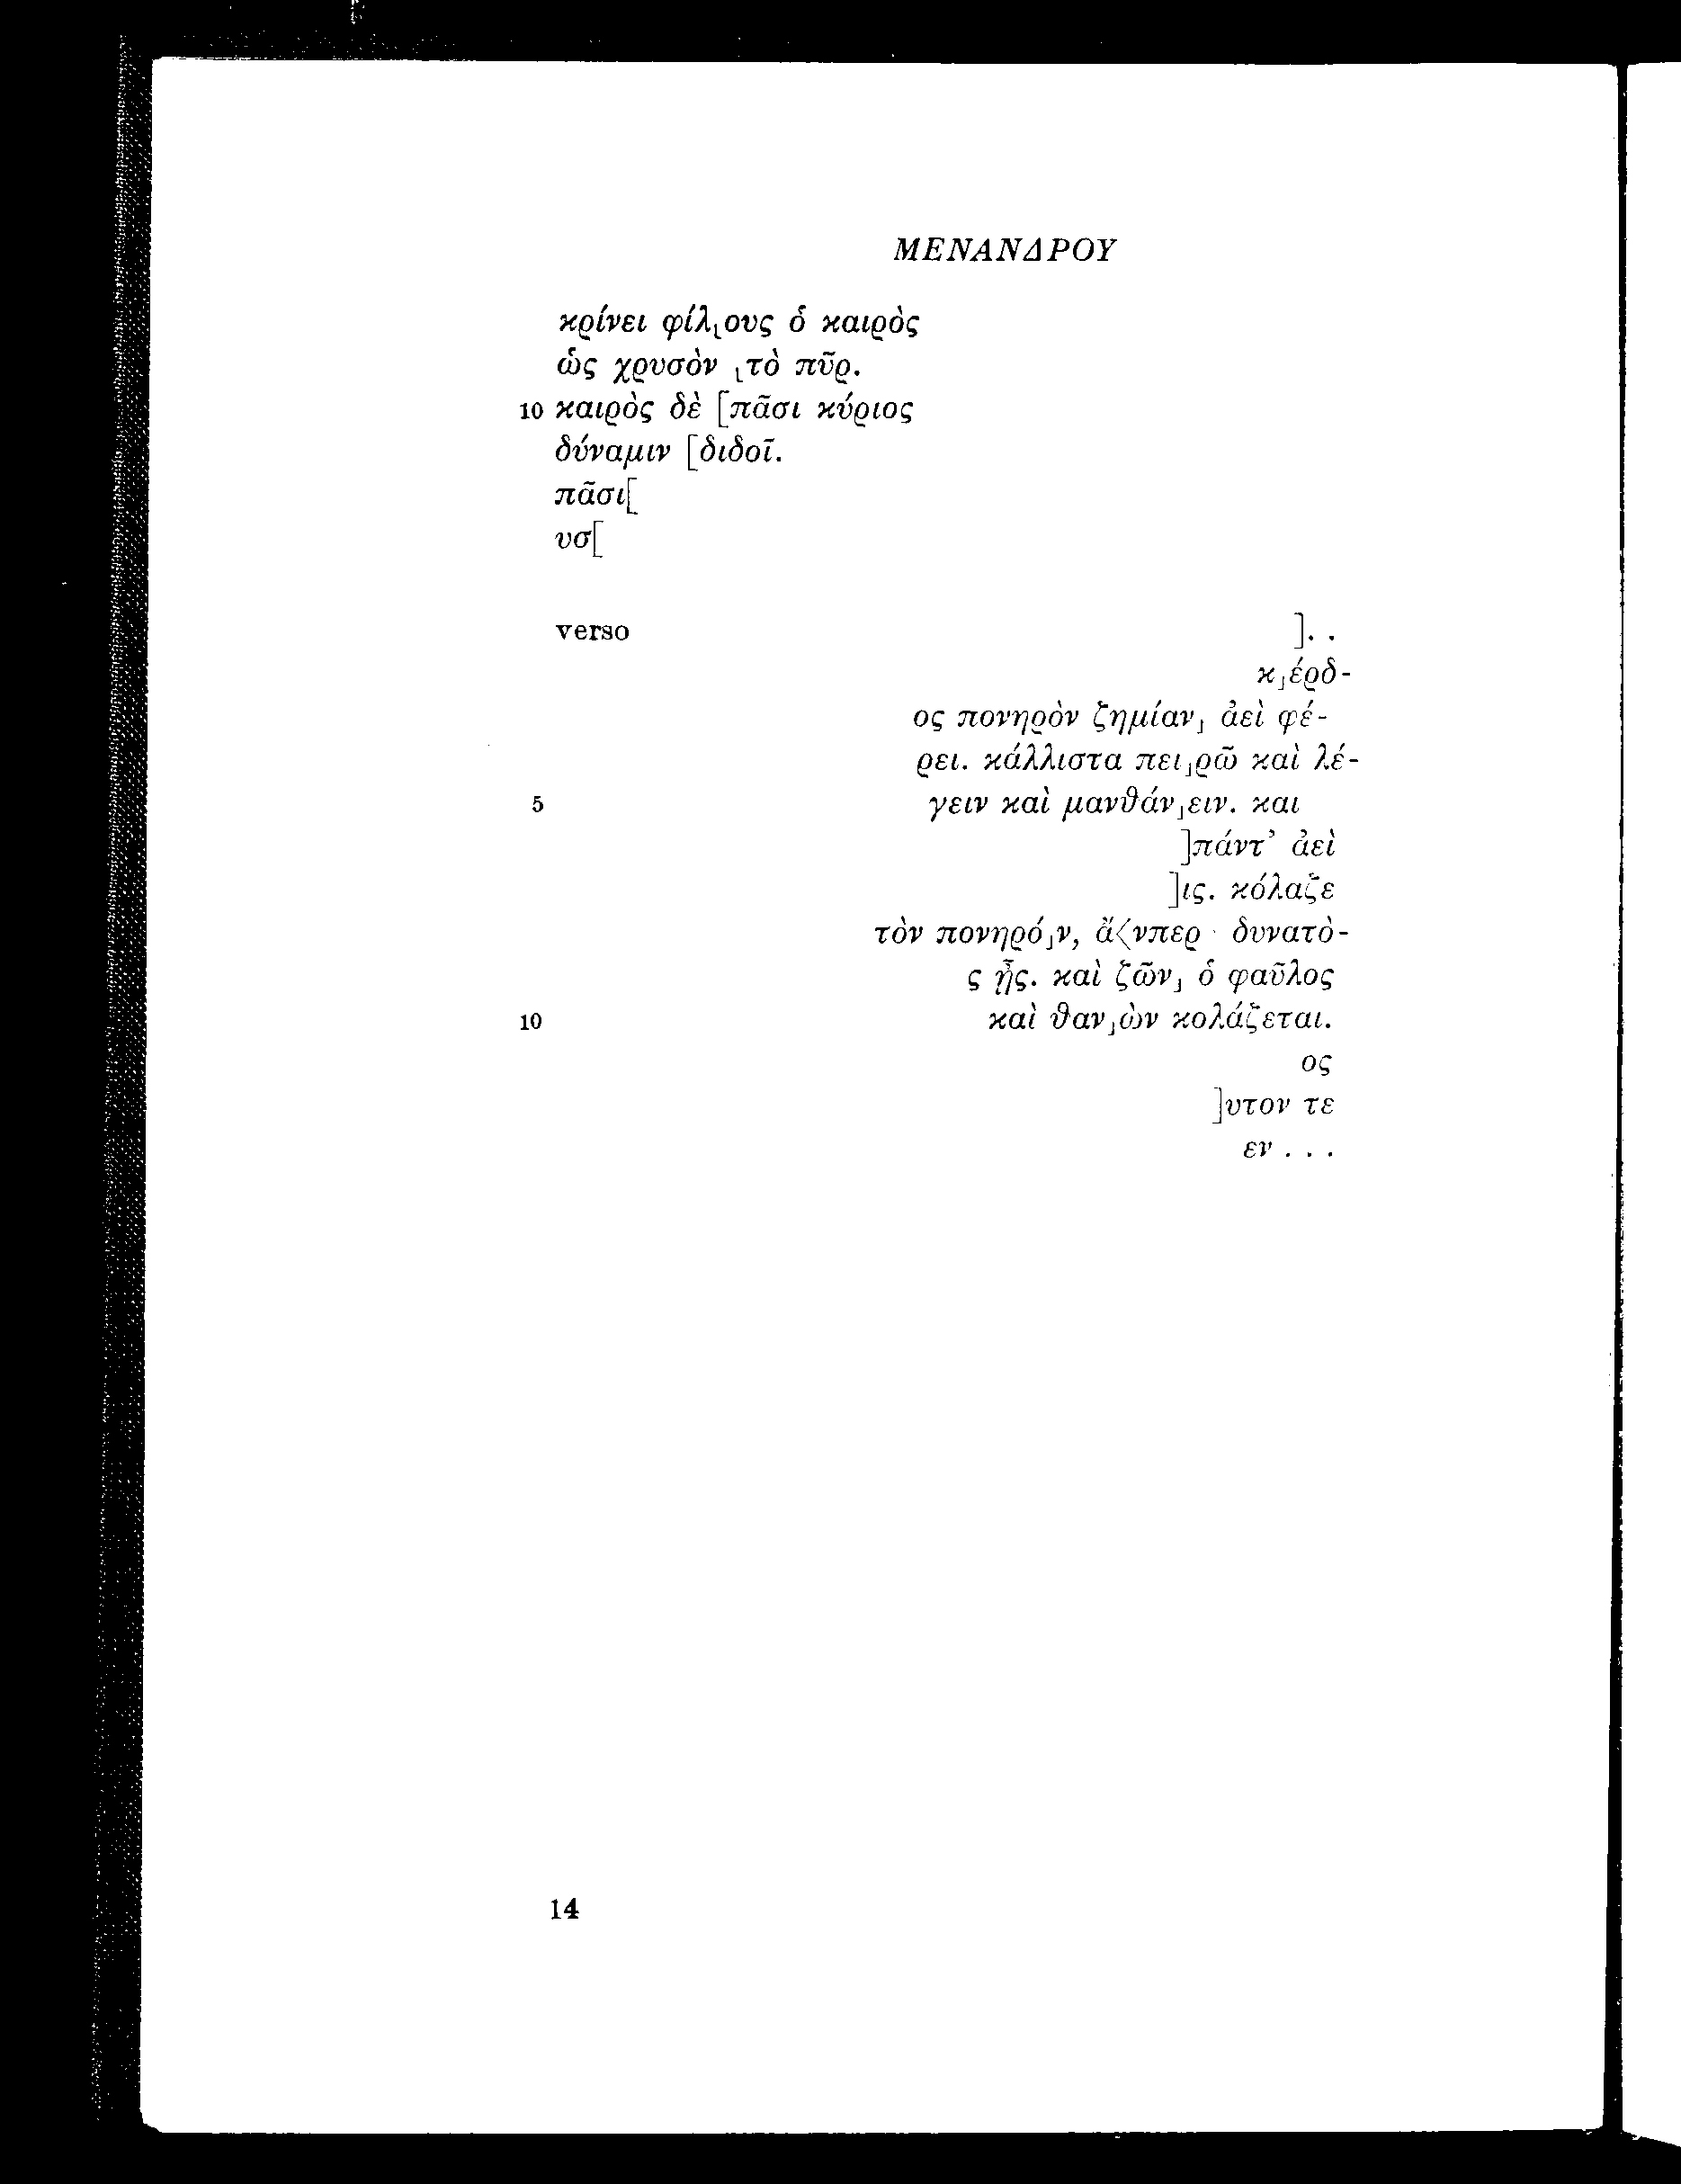 ΜΕΝΑΝΔΡΟΥ
κρίνει φίλ⸤ους ὁ καιρὸς
ὡς χρυσὸν ⸤τὸ πῦρ.
10 καιρὸς δὲ [πᾶσι κύριος
δύναμιν [διδοῖ.
πᾶσι[
υσ[
verso ]. .
κ⸥έρδ-
ος πονηρὸν ζημίαν⸥ ἀεὶ φέ-
ρει. κάλλιστα πει⸥ρῶ καὶ λέ-
5 γειν καὶ μανθάν⸥ειν. και
]πάντ’ ἀεὶ
]ις. κόλαζε
τὸν πονηρό⸥ν, ἄ⟨νπερ δυνατὸ-
ς ᾖς. καὶ ζῶν⸥ ὁ φαῦλος
10 καὶ θαν⸥ὼν κολάζεται.
ος
]υτον τε
εν . . .
14